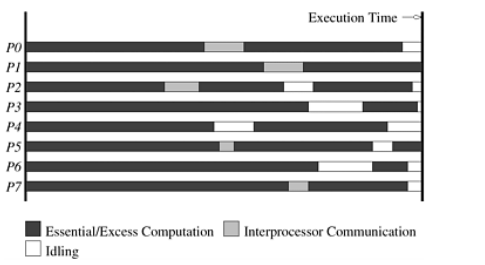 Execution Time
P0
P1
P2
P3
P4
P5
P6
P7
Essential/Excess Computation Interprocessor Communication
Idling